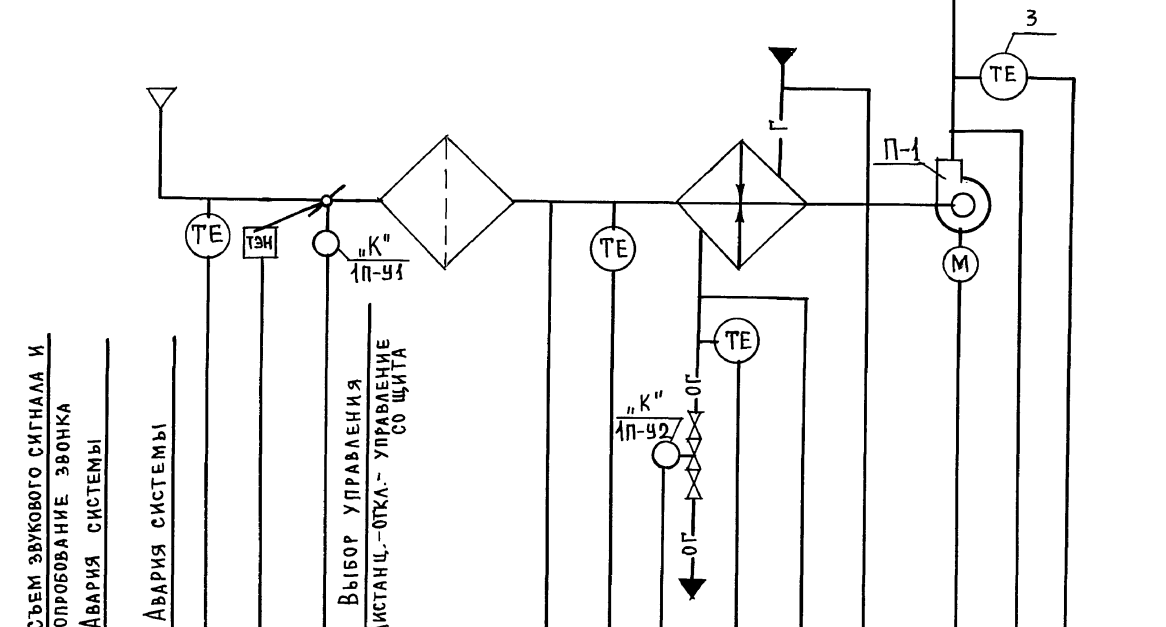 3
ТЕ
Г
П-1
ТЕ
ТЭН
„К"
1П-У1
ТЕ
М
ТЕ
ОГ
„К"
1П-У2
ОГ
СЪЕМ ЗВУКОВОГО СИГНАЛА И
ОПРОБОВАНИЕ ЗВОНКА
АВАРИЯ СИСТЕМЫ
АВАРИЯ СИСТЕМЫ
ВЫБОР УПРАВЛЕНИЯ
ДИСТАНЦ.-ОТКЛ.- УПРАВЛЕНИЕ
СО ЩИТА